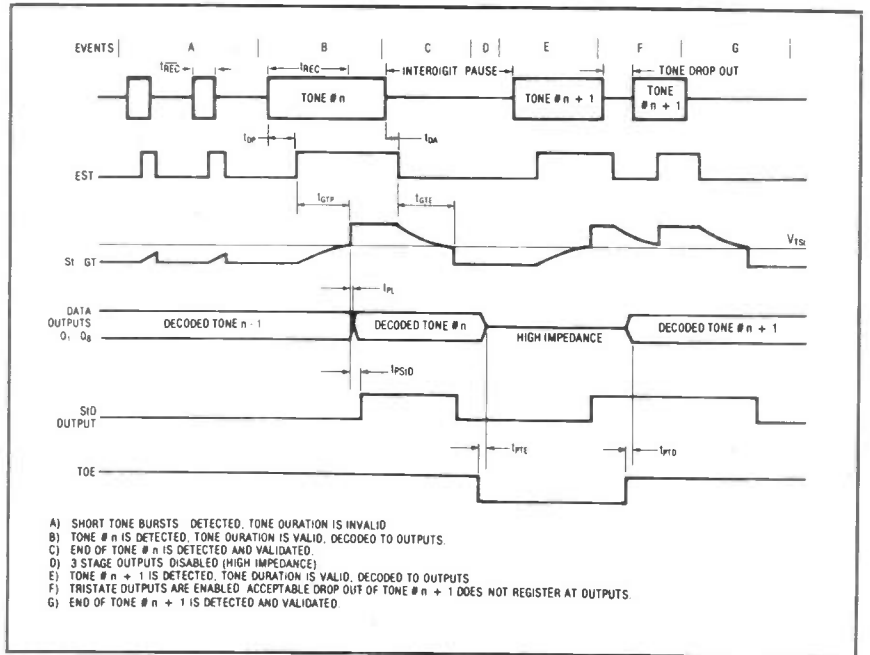 EVENTS A B C D E F G
tREC tREC INTERDIGIT PAUSE TONE DROP OUT
TONE #n TONE #n + 1 TONE #n + 1
tDP tDA
EST
tGTP tGTE
VTSt
St GT
tPL
DATA OUTPUTS
DECODED TONE n - 1 DECODED TONE #n HIGH IMPEDANCE DECODED TONE #n + 1
tPStD
StD OUTPUT
tPTE tPTD
TOE
A) SHORT TONE BURSTS DETECTED, TONE DURATION IS INVALID
B) TONE #n IS DETECTED, TONE DURATION IS VALID, DECODED TO OUTPUTS.
C) END OF TONE #n IS DETECTED AND VALIDATED.
D) 3 STAGE OUTPUTS DISABLED (HIGH IMPEDANCE)
E) TONE #n + 1 IS DETECTED, TONE DURATION IS VALID, DECODED TO OUTPUTS
F) TRISTATE OUTPUTS ARE ENABLED ACCEPTABLE DROP OUT OF TONE #n + 1 DOES NOT REGISTER AT OUTPUTS.
G) END OF TONE #n + 1 IS DETECTED AND VALIDATED.